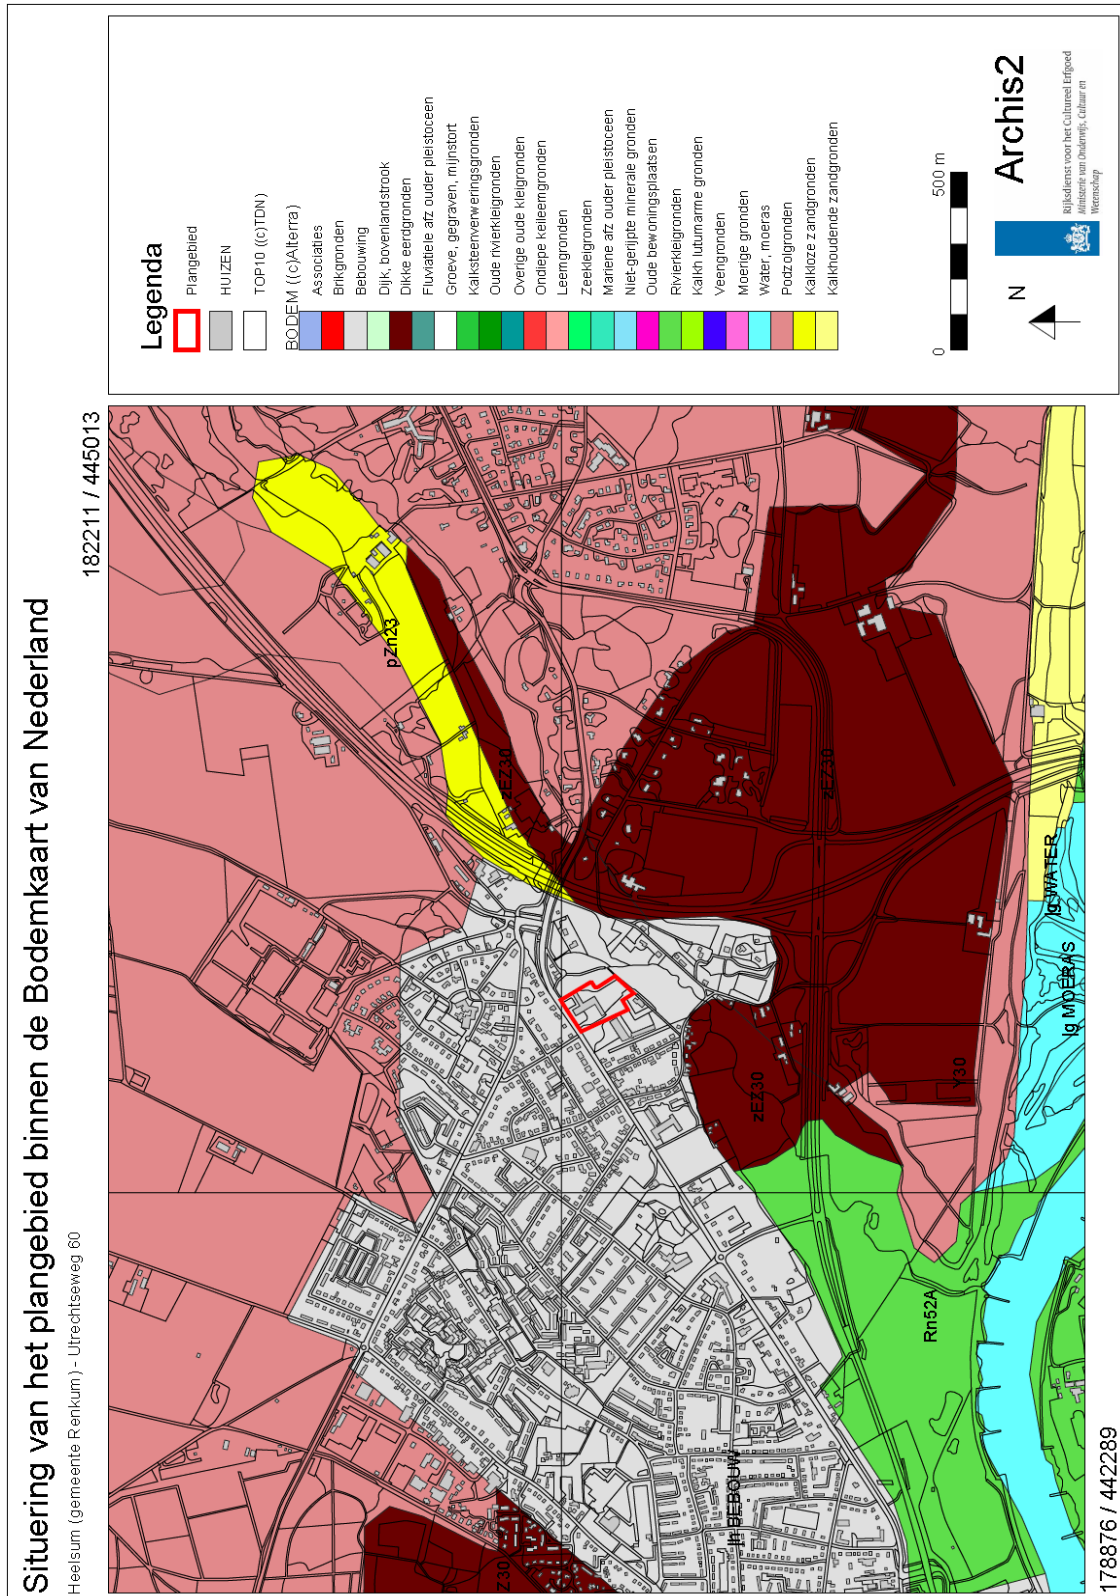 Situering van het plangebied binnen de Bodemkaart van Nederland
Heelsum (gemeente Renkum) - Utrechtseweg 60
182211 / 445013
178876 / 442289
pZn23
zEZ30
zEZ30
zEZ30
Z30
Y30
Rn52A
lg WATER
lg MOERAS
In BEBOUW
Legenda
Plangebied
HUIZEN
TOP10 ((c)TDN)
BODEM ((c)Alterra)
Associaties
Brikgronden
Bebouwing
Dijk, bovenlandstrook
Dikke eerdgronden
Fluviatiele afz ouder pleistoceen
Groeve, gegraven, mijnstort
Kalksteenverweringsgronden
Oude rivierkleigronden
Overige oude kleigronden
Ondiepe keileemgronden
Leemgronden
Zeekleigronden
Mariene afz ouder pleistoceen
Niet-gerijpte minerale gronden
Oude bewoningsplaatsen
Rivierkleigronden
Kalkh lutumarme gronden
Veengronden
Moerige gronden
Water, moeras
Podzolgronden
Kalkloze zandgronden
Kalkhoudende zandgronden
0
500 m
N
Archis2
Rijksdienst voor het Cultureel Erfgoed
Ministerie van Onderwijs, Cultuur en
Wetenschap